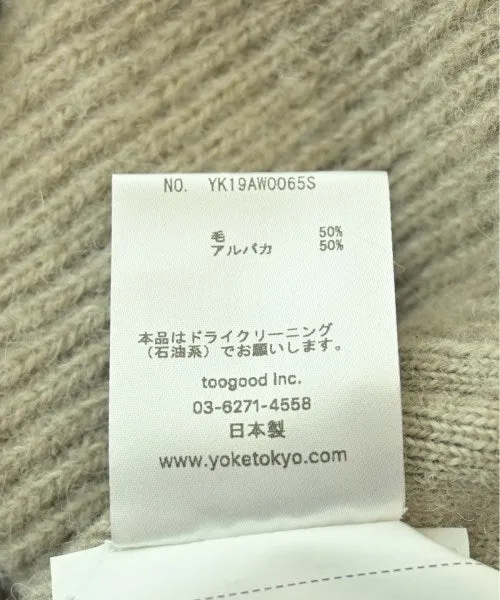 NO. YK19AW0065S
毛 50%
アルパカ 50%
本品はドライクリーニング
（石油系）でお願いします。
toogood Inc.
03-6271-4558
日本製
www.yoketokyo.com